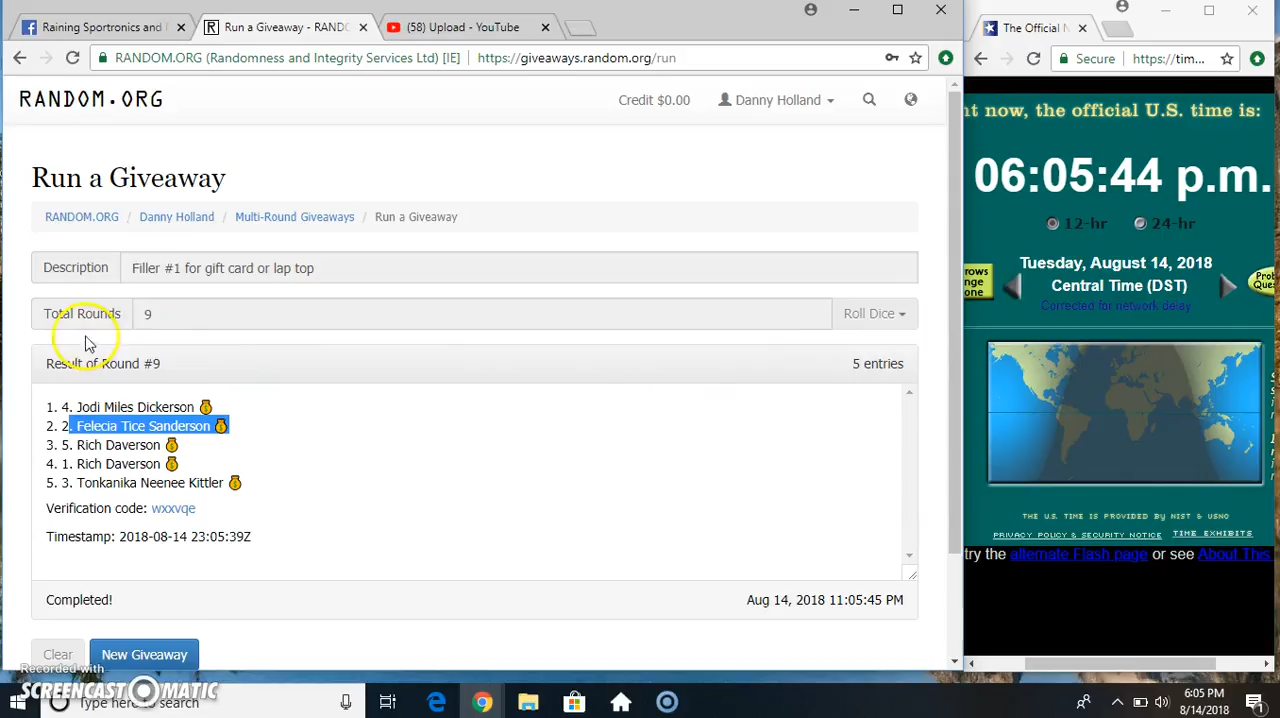 Raining Sportronics and
Run a Giveaway - RAND
(58) Upload - YouTube
The Official N
RANDOM.ORG (Randomness and Integrity Services Ltd) [IE]
https://giveaways.random.org/run
Secure
https://tim...
RANDOM.ORG
Credit $0.00
Danny Holland
nt now, the official U.S. time is:
06:05:44 p.m.
12-hr
24-hr
Run a Giveaway
RANDOM.ORG / Danny Holland / Multi-Round Giveaways / Run a Giveaway
Tuesday, August 14, 2018
Central Time (DST)
Corrected for network delay
Description
Filler #1 for gift card or lap top
Total Rounds
9
Roll Dice
Result of Round #9
5 entries
1. 4. Jodi Miles Dickerson
2. 2. Felecia Tice Sanderson
3. 5. Rich Daverson
4. 1. Rich Daverson
5. 3. Tonkanika Neenee Kittler
Verification code: wxxvqe
Timestamp: 2018-08-14 23:05:39Z
THE U.S. TIME IS PROVIDED BY NIST & USNO
PRIVACY POLICY & SECURITY NOTICE
TIME EXHIBITS
try the alternate Flash page or see About This
Completed!
Aug 14, 2018 11:05:45 PM
Clear
New Giveaway
Recorded with
SCREENCAST-O-MATIC
Type here to search
6:05 PM
8/14/2018